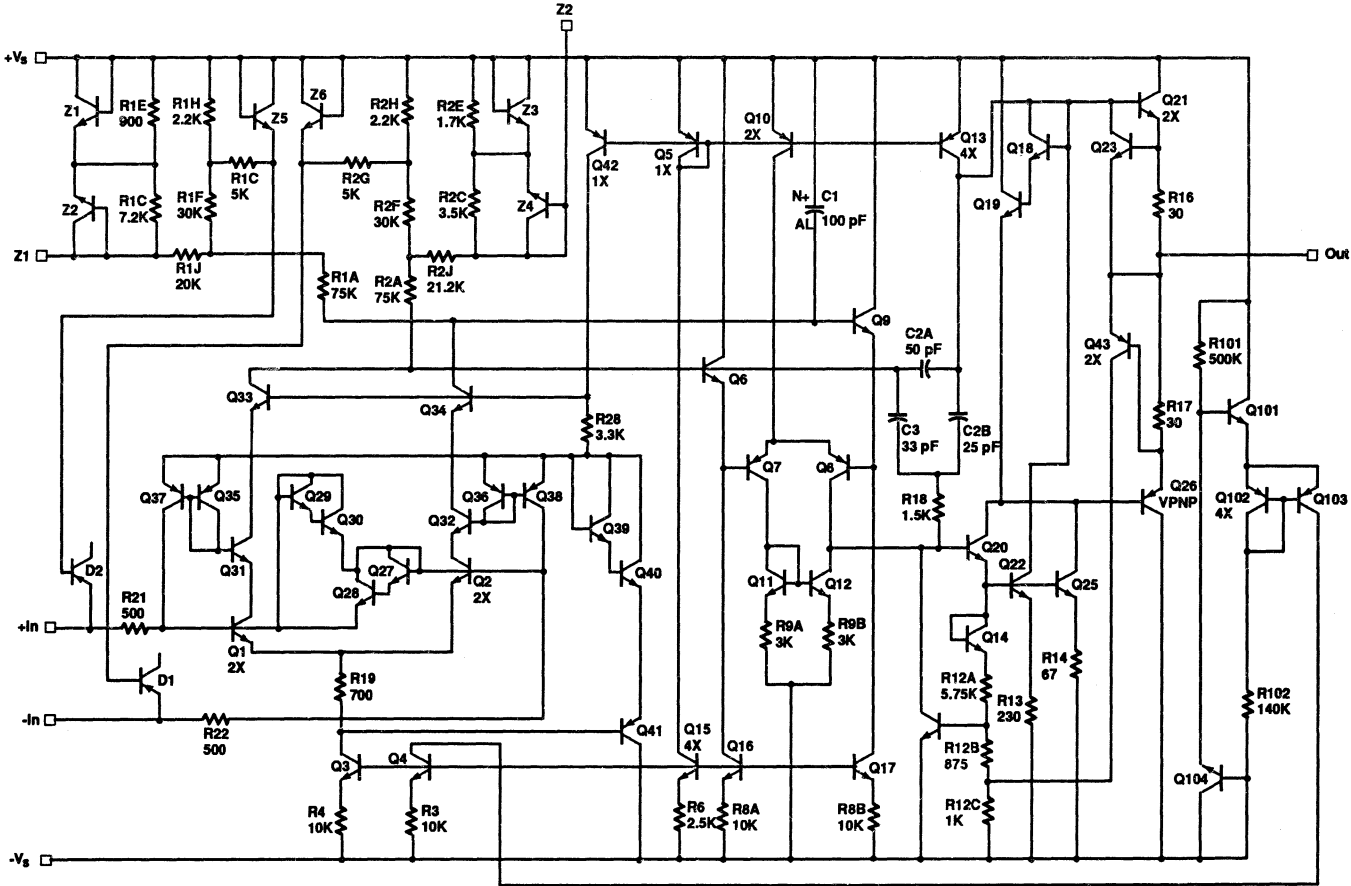 Z2
+Vs
Z1
R1E
900
R1H
2.2K
Z5
Z6
R2H
2.2K
R2E
1.7K
Z3
Q42
1X
Q5
1X
Q10
2X
N+
AL
C1
100 pF
Q13
4X
Q18
Q19
Q23
Q21
2X
R16
30
Z2
R1C
7.2K
R1F
30K
R1C
5K
R2G
5K
R2F
30K
R2C
3.5K
Z4
Z1
R1J
20K
R1A
75K
R2A
75K
R2J
21.2K
Out
Q9
C2A
50 pF
Q43
2X
R101
500K
Q33
Q34
Q6
R28
3.3K
C3
33 pF
C2B
25 pF
R17
30
Q101
Q37
Q35
Q29
Q30
Q36
Q38
Q32
Q39
Q7
Q6
R18
1.5K
Q26
VPNP
Q102
4X
Q103
Q31
Q27
Q28
Q2
2X
Q40
Q11
Q12
Q20
Q22
Q25
D2
R21
500
+In
Q1
2X
R9A
3K
R9B
3K
Q14
R14
67
D1
R19
700
R12A
5.75K
R13
230
R102
140K
-In
R22
500
Q41
Q3
Q4
Q15
4X
Q16
Q17
R12B
875
Q104
R4
10K
R3
10K
R6
2.5K
R8A
10K
R8B
10K
R12C
1K
-Vs